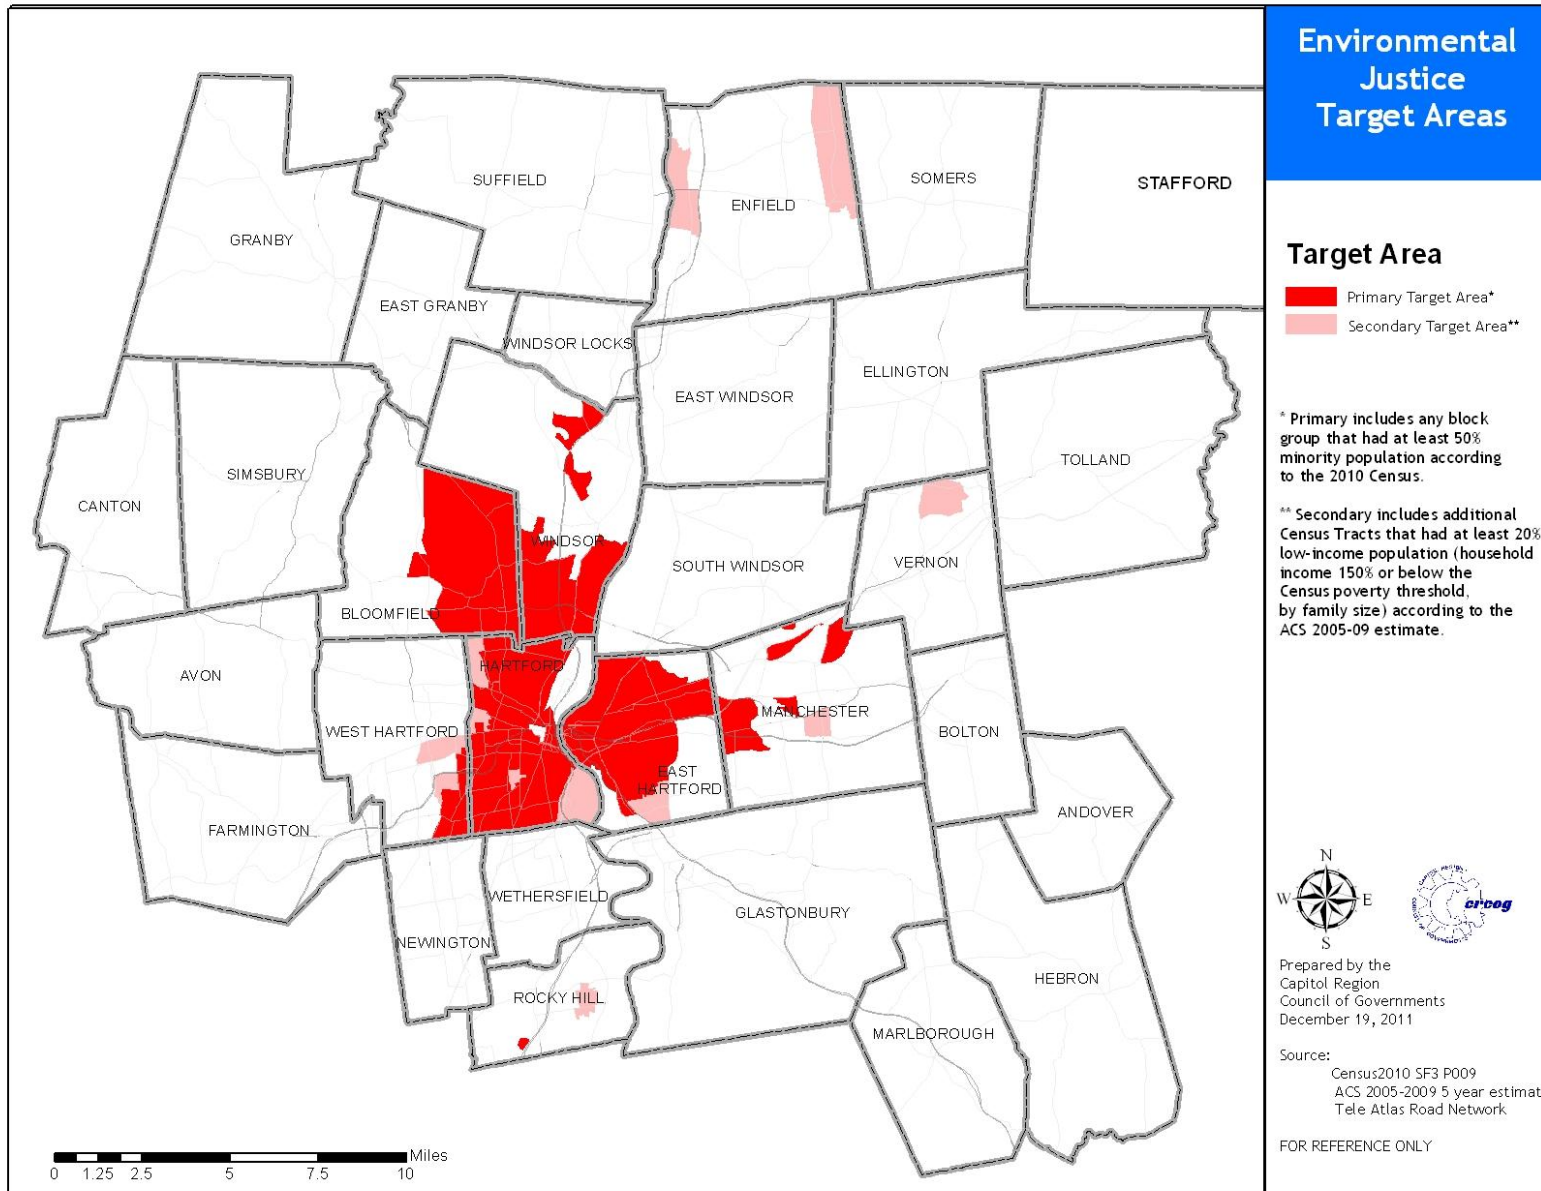 Environmental
Justice
Target Areas
SUFFIELD
ENFIELD
SOMERS
STAFFORD
GRANBY
EAST GRANBY
WINDSOR LOCKS
EAST WINDSOR
ELLINGTON
TOLLAND
SIMSBURY
CANTON
WINDSOR
SOUTH WINDSOR
VERNON
BLOOMFIELD
AVON
HARTFORD
WEST HARTFORD
MANCHESTER
BOLTON
EAST
HARTFORD
ANDOVER
FARMINGTON
WETHERSFIELD
GLASTONBURY
NEWINGTON
ROCKY HILL
HEBRON
MARLBOROUGH
Miles
0 1.25 2.5 5 7.5 10
Target Area
Primary Target Area*
Secondary Target Area**
* Primary includes any block
group that had at least 50%
minority population according
to the 2010 Census.
** Secondary includes additional
Census Tracts that had at least 20%
low-income population (household
income 150% or below the
Census poverty threshold,
by family size) according to the
ACS 2005-09 estimate.
N
W E
S
crcog
Prepared by the
Capitol Region
Council of Governments
December 19, 2011
Source:
Census2010 SF3 P009
ACS 2005-2009 5 year estimat
Tele Atlas Road Network
FOR REFERENCE ONLY